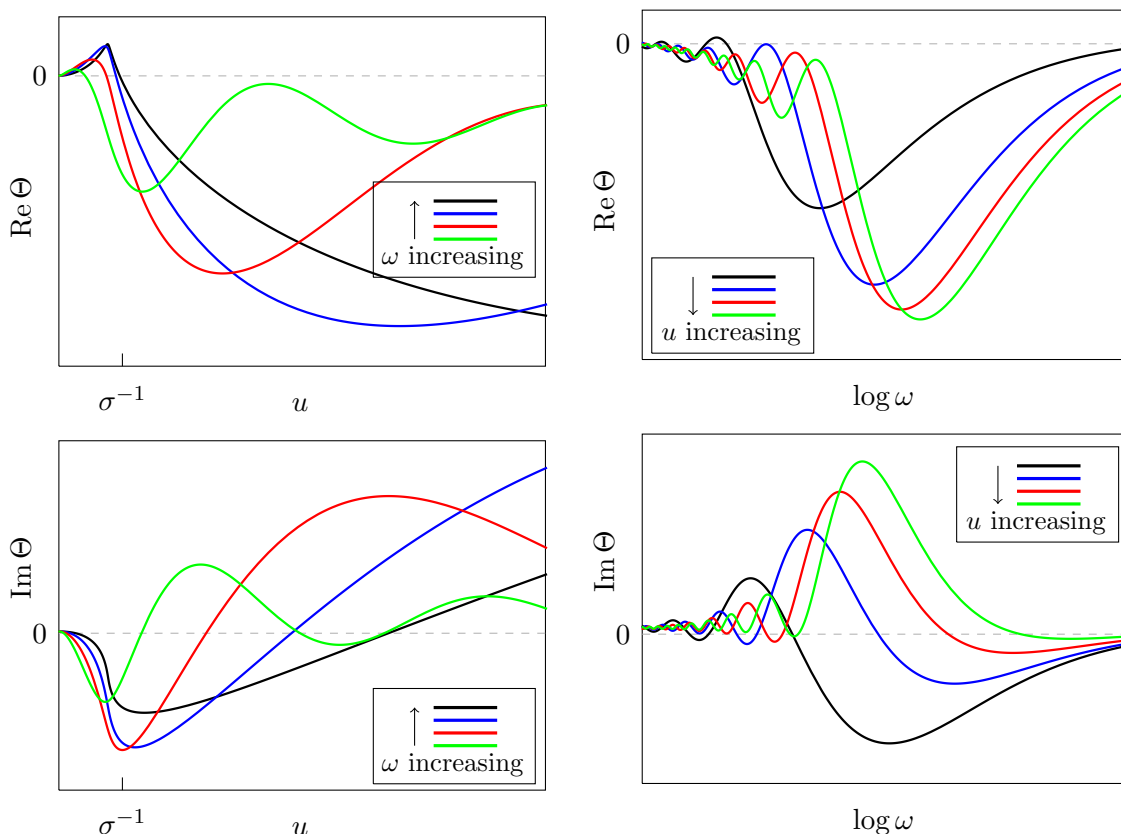 0
Re Θ
ω increasing
σ⁻¹
u
0
Re Θ
u increasing
log ω
0
Im Θ
ω increasing
σ⁻¹
u
0
Im Θ
u increasing
log ω